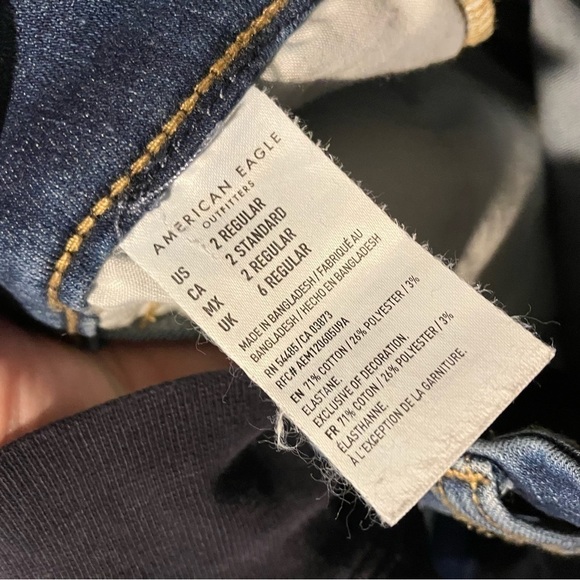 AMERICAN EAGLE
OUTFITTERS
US 2 REGULAR
CA 2 STANDARD
MX 2 REGULAR
UK 6 REGULAR
MADE IN BANGLADESH / FABRIQUÉ AU
BANGLADESH / HECHO EN BANGLADESH
RN 54485 / CA 03973
RFC# AEM120605U9A
EN 71% COTTON / 26% POLYESTER / 3%
ELASTANE.
EXCLUSIVE OF DECORATION
FR 71% COTON / 26% POLYESTER / 3%
ÉLASTHANNE.
À L'EXCEPTION DE LA GARNITURE.